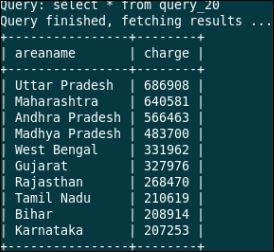 Query: select * from query_20
Query finished, fetching results ...
+----------------+--------+
| areaname       | charge |
+----------------+--------+
| Uttar Pradesh  | 686908 |
| Maharashtra    | 640581 |
| Andhra Pradesh | 566463 |
| Madhya Pradesh | 483700 |
| West Bengal    | 331962 |
| Gujarat        | 327976 |
| Rajasthan      | 268470 |
| Tamil Nadu     | 210619 |
| Bihar          | 208914 |
| Karnataka      | 207253 |
+----------------+--------+